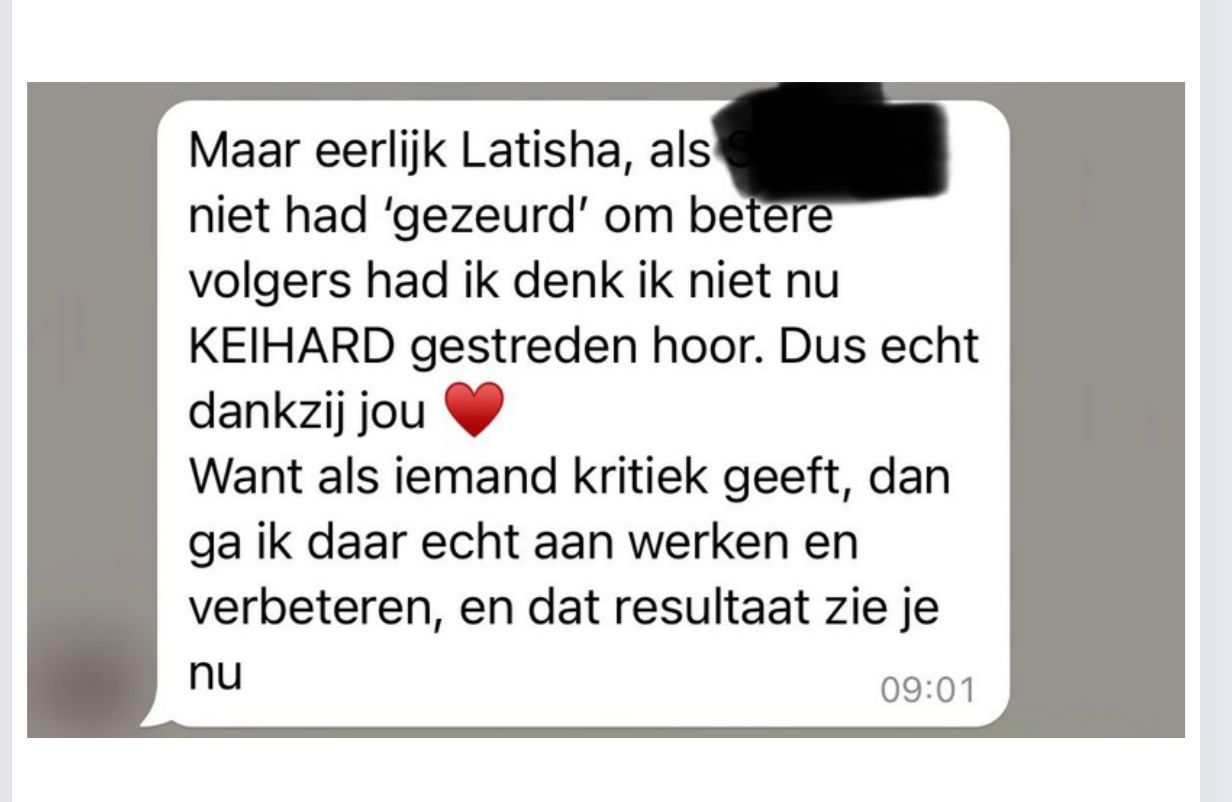 Maar eerlijk Latisha, als
niet had ‘gezeurd’ om betere
volgers had ik denk ik niet nu
KEIHARD gestreden hoor. Dus echt
dankzij jou ♥️
Want als iemand kritiek geeft, dan
ga ik daar echt aan werken en
verbeteren, en dat resultaat zie je
nu
09:01